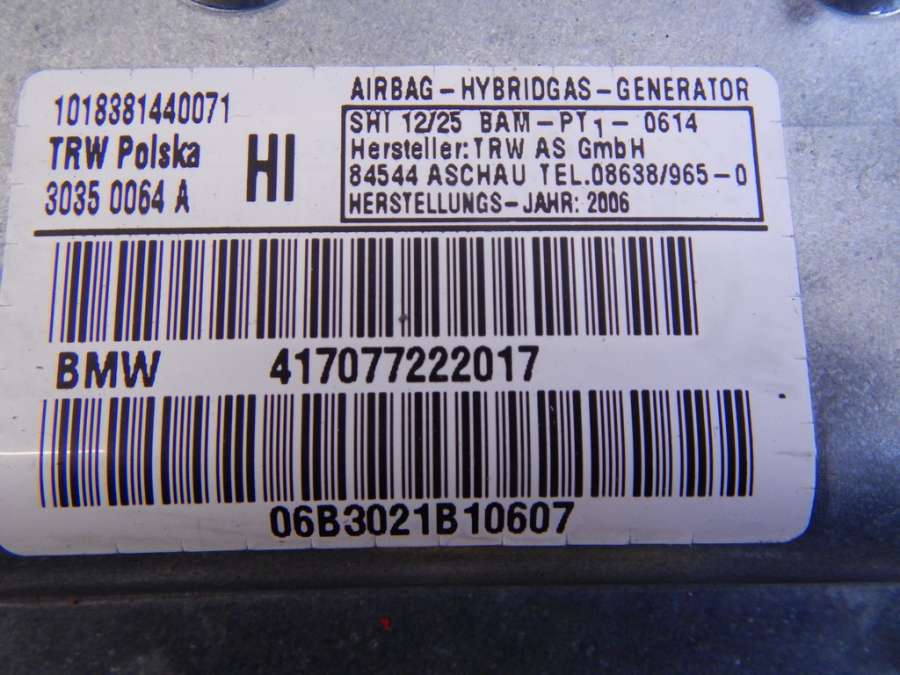 1018381440071
TRW Polska
3035 0064 A
HI
AIRBAG-HYBRIDGAS-GENERATOR
SHI 12/25 BAM-PT1-0614
Hersteller: TRW AS GmbH
84544 ASCHAU TEL.08638/965-0
HERSTELLUNGS-JAHR: 2006
BMW 417077222017
06B3021B10607